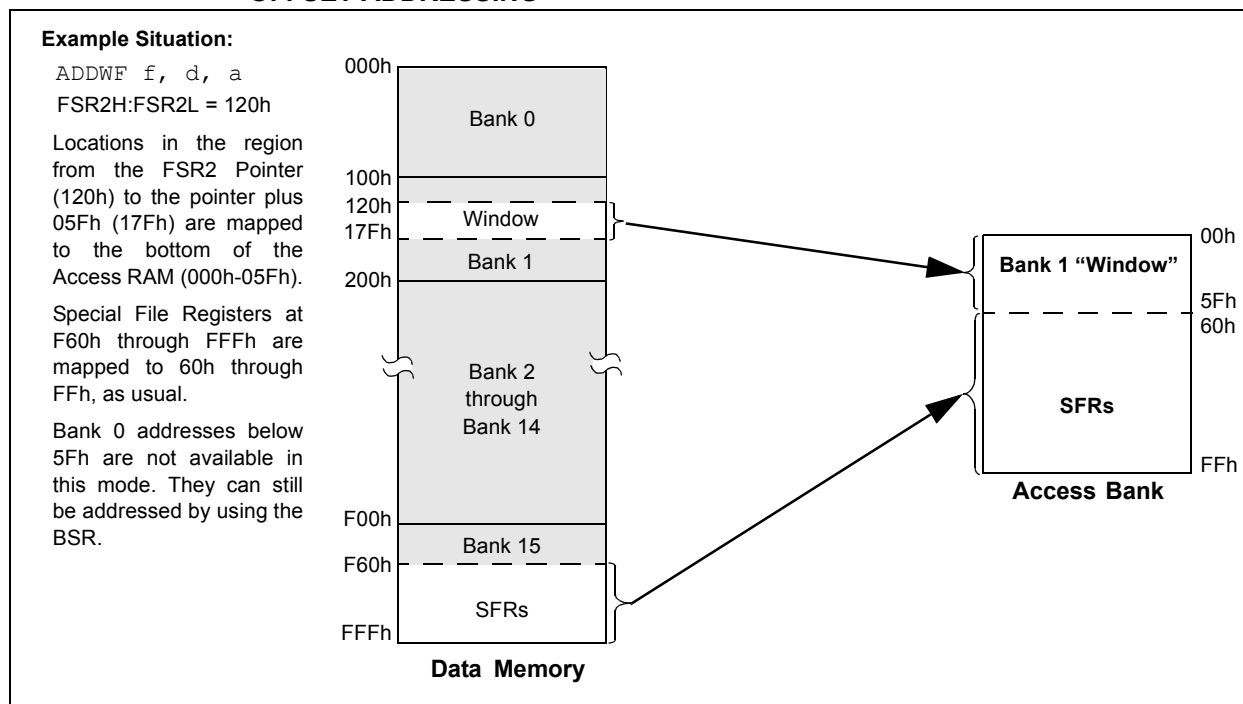 OFFSET ADDRESSING
Example Situation:
ADDWF f, d, a
FSR2H:FSR2L = 120h
Locations in the region
from the FSR2 Pointer
(120h) to the pointer plus
05Fh (17Fh) are mapped
to the bottom of the
Access RAM (000h-05Fh).
Special File Registers at
F60h through FFFh are
mapped to 60h through
FFh, as usual.
Bank 0 addresses below
5Fh are not available in
this mode. They can still
be addressed by using the
BSR.
000h
Bank 0
100h
120h
Window
17Fh
Bank 1
200h
Bank 2
through
Bank 14
F00h
Bank 15
F60h
SFRs
FFFh
Data Memory
00h
Bank 1 “Window”
5Fh
60h
SFRs
FFh
Access Bank